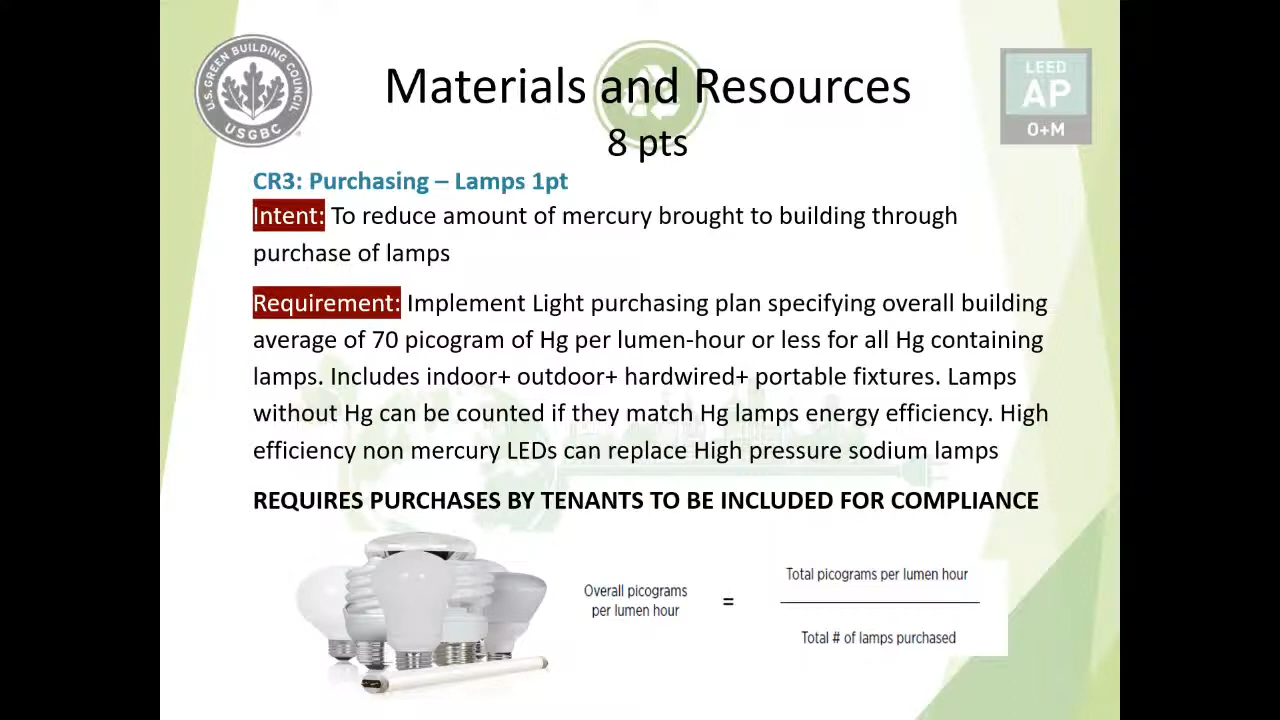 U.S. GREEN BUILDING COUNCIL
USGBC
LEED
AP
O+M
Materials and Resources
8 pts
CR3: Purchasing – Lamps 1pt
Intent: To reduce amount of mercury brought to building through
purchase of lamps
Requirement: Implement Light purchasing plan specifying overall building
average of 70 picogram of Hg per lumen-hour or less for all Hg containing
lamps. Includes indoor+ outdoor+ hardwired+ portable fixtures. Lamps
without Hg can be counted if they match Hg lamps energy efficiency. High
efficiency non mercury LEDs can replace High pressure sodium lamps
REQUIRES PURCHASES BY TENANTS TO BE INCLUDED FOR COMPLIANCE
Overall picograms
per lumen hour
=
Total picograms per lumen hour
Total # of lamps purchased